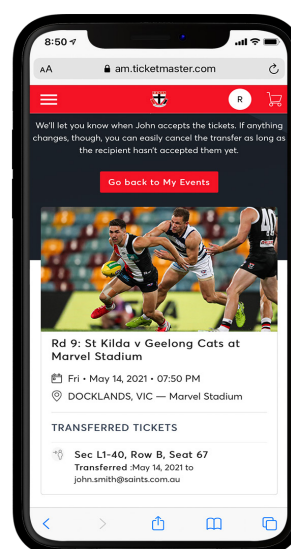 8:50
AA am.ticketmaster.com
R
We'll let you know when John accepts the tickets. If anything
changes, though, you can easily cancel the transfer as long as
the recipient hasn't accepted them yet.
Go back to My Events
Rd 9: St Kilda v Geelong Cats at
Marvel Stadium
Fri • May 14, 2021 • 07:50 PM
DOCKLANDS, VIC — Marvel Stadium
TRANSFERRED TICKETS
Sec L1-40, Row B, Seat 67
Transferred :May 14, 2021 to
john.smith@saints.com.au